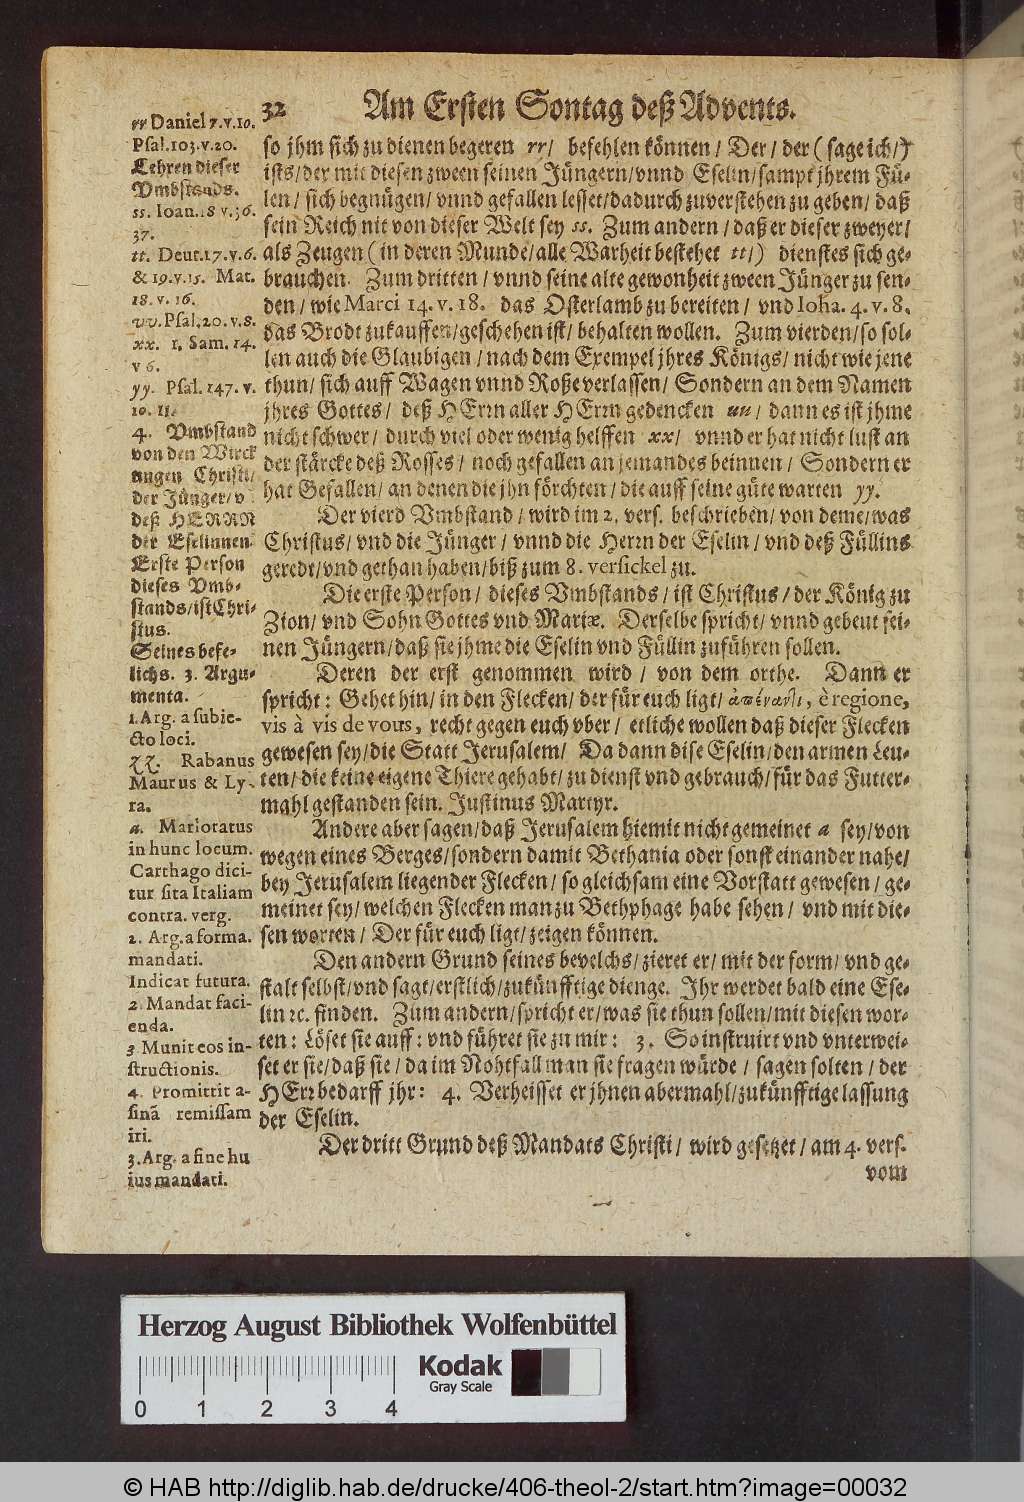 32 Am Ersten Sontag deß Advents.
rr Daniel 7.v.10.
Psal.103.v.20.
Lehren dieser
Vmbstands.
ss. Ioan.18 v.36.
37.
tt. Deut.17.v.6.
& 19.v.15. Mat.
18.v.16.
vv. Psal.20.v.8.
xx. 1. Sam. 14.
v 6.
yy. Psal. 147. v.
10. 11.
4. Vmbstand
von den Wirck
ungen Christi/
der Jünger/ v
deß HERRN
der Eselinnen.
Erste Person
dieses Vmb-
stands/ ist Chri-
stus.
Seines befe-
lichs. 3. Argu-
menta.
1. Arg. a subie-
cto loci.
zz. Rabanus
Maurus & Ly-
ra.
a. Marloratus
in hunc locum.
Carthago dici-
tur sita Italiam
contra. verg.
2. Arg. a forma.
mandati.
Indicat futura.
2 Mandat faci-
enda.
3 Munit eos in-
structionis.
4. Promittit a-
sinā remissam
iri.
3. Arg. a fine hu
ius mandati.
so jhm sich zu dienen begeren rr/ befehlen können/ Der/ der (sage ich/)
ists/ der mit diesen zween seinen Jüngern/ vnnd Eselin/ sampt jhrem Fü-
len/ sich begnügen/ vnnd gefallen lesset/ dadurch zuverstehen zu geben/ daß
sein Reich nit von dieser Welt sey ss. Zum andern/ daß er dieser zweyer/
als Zeugen (in deren Munde/ alle Warheit bestehet tt/) dienstes sich ge-
brauchen. Zum dritten/ vnnd seine alte gewonheit zween Jünger zu sen-
den/ wie Marci 14. v. 18. das Osterlamb zu bereiten/ vnd Ioha. 4. v. 8.
das Brodt zukauffen/ geschehen ist/ behalten wollen. Zum vierden/ so sol-
len auch die Glaubigen/ nach dem Exempel jhres Königs/ nicht wie jene
thun/ sich auff Wagen vnnd Roße verlassen/ Sondern an dem Namen
jhres Gottes/ deß HErrn aller HErrn gedencken uu/ dann es ist jhme
nicht schwer/ durch viel oder wenig helffen xx/ vnnd er hat nicht lust an
der stärcke deß Rosses/ noch gefallen an jemandes beinnen/ Sondern er
hat Gefallen/ an denen die jhn förchten/ die auff seine güte warten yy.
Der vierd Vmbstand/ wird im 2. vers. beschrieben/ von deme/ was
Christus/ vnd die Jünger/ vnnd die Herrn der Eselin/ vnd deß Füllins
geredt/ vnd gethan haben/ biß zum 8. versickel zu.
Die erste Person/ dieses Vmbstands/ ist Christus/ der König zu
Zion/ vnd Sohn Gottes vnd Mariæ. Derselbe spricht/ vnnd gebeut sei-
nen Jüngern/ daß sie jhme die Eselin vnd Füllin zuführen sollen.
Deren der erst genommen wird/ von dem orthe. Dann er
spricht: Gehet hin/ in den Flecken/ der für euch ligt/ ἀπέναντι, è regione,
vis à vis de vous, recht gegen euch vber/ etliche wollen daß dieser Flecken
gewesen sey/ die Statt Jerusalem/ Da dann dise Eselin/ den armen Leu-
ten/ die keine eigene Thiere gehabt/ zu dienst vnd gebrauch/ für das Futter-
mahl gestanden sein. Justinus Martyr.
Andere aber sagen/ daß Jerusalem hiemit nicht gemeinet a sey/ von
wegen eines Berges/ sondern damit Bethania oder sonst einander nahe/
bey Jerusalem liegender Flecken/ so gleichsam eine Vorstatt gewesen/ ge-
meinet sey/ welchen Flecken man zu Bethphage habe sehen/ vnd mit die-
sen worten/ Der für euch ligt/ zeigen können.
Den andern Grund seines bevelchs/ zieret er/ mit der form/ vnd ge-
stalt selbst/ vnd sagt/ erstlich/ zukünfftige dienge. Ihr werdet bald eine Ese-
lin ꝛc. finden. Zum andern/ spricht er/ was sie thun sollen/ mit diesen wor-
ten: Löset sie auff: vnd führet sie zu mir: 3. So instruirt vnd vnterwei-
set er sie/ daß sie/ da im Nohtfall man sie fragen würde/ sagen solten/ der
HErr bedarff jhr: 4. Verheisset er jhnen abermahl/ zukünfftige lassung
der Eselin.
Der dritt Grund deß Mandats Christi/ wird gesetzet/ am 4. vers.
vom
Herzog August Bibliothek Wolfenbüttel
Kodak
Gray Scale
0 1 2 3 4
© HAB http://diglib.hab.de/drucke/406-theol-2/start.htm?image=00032